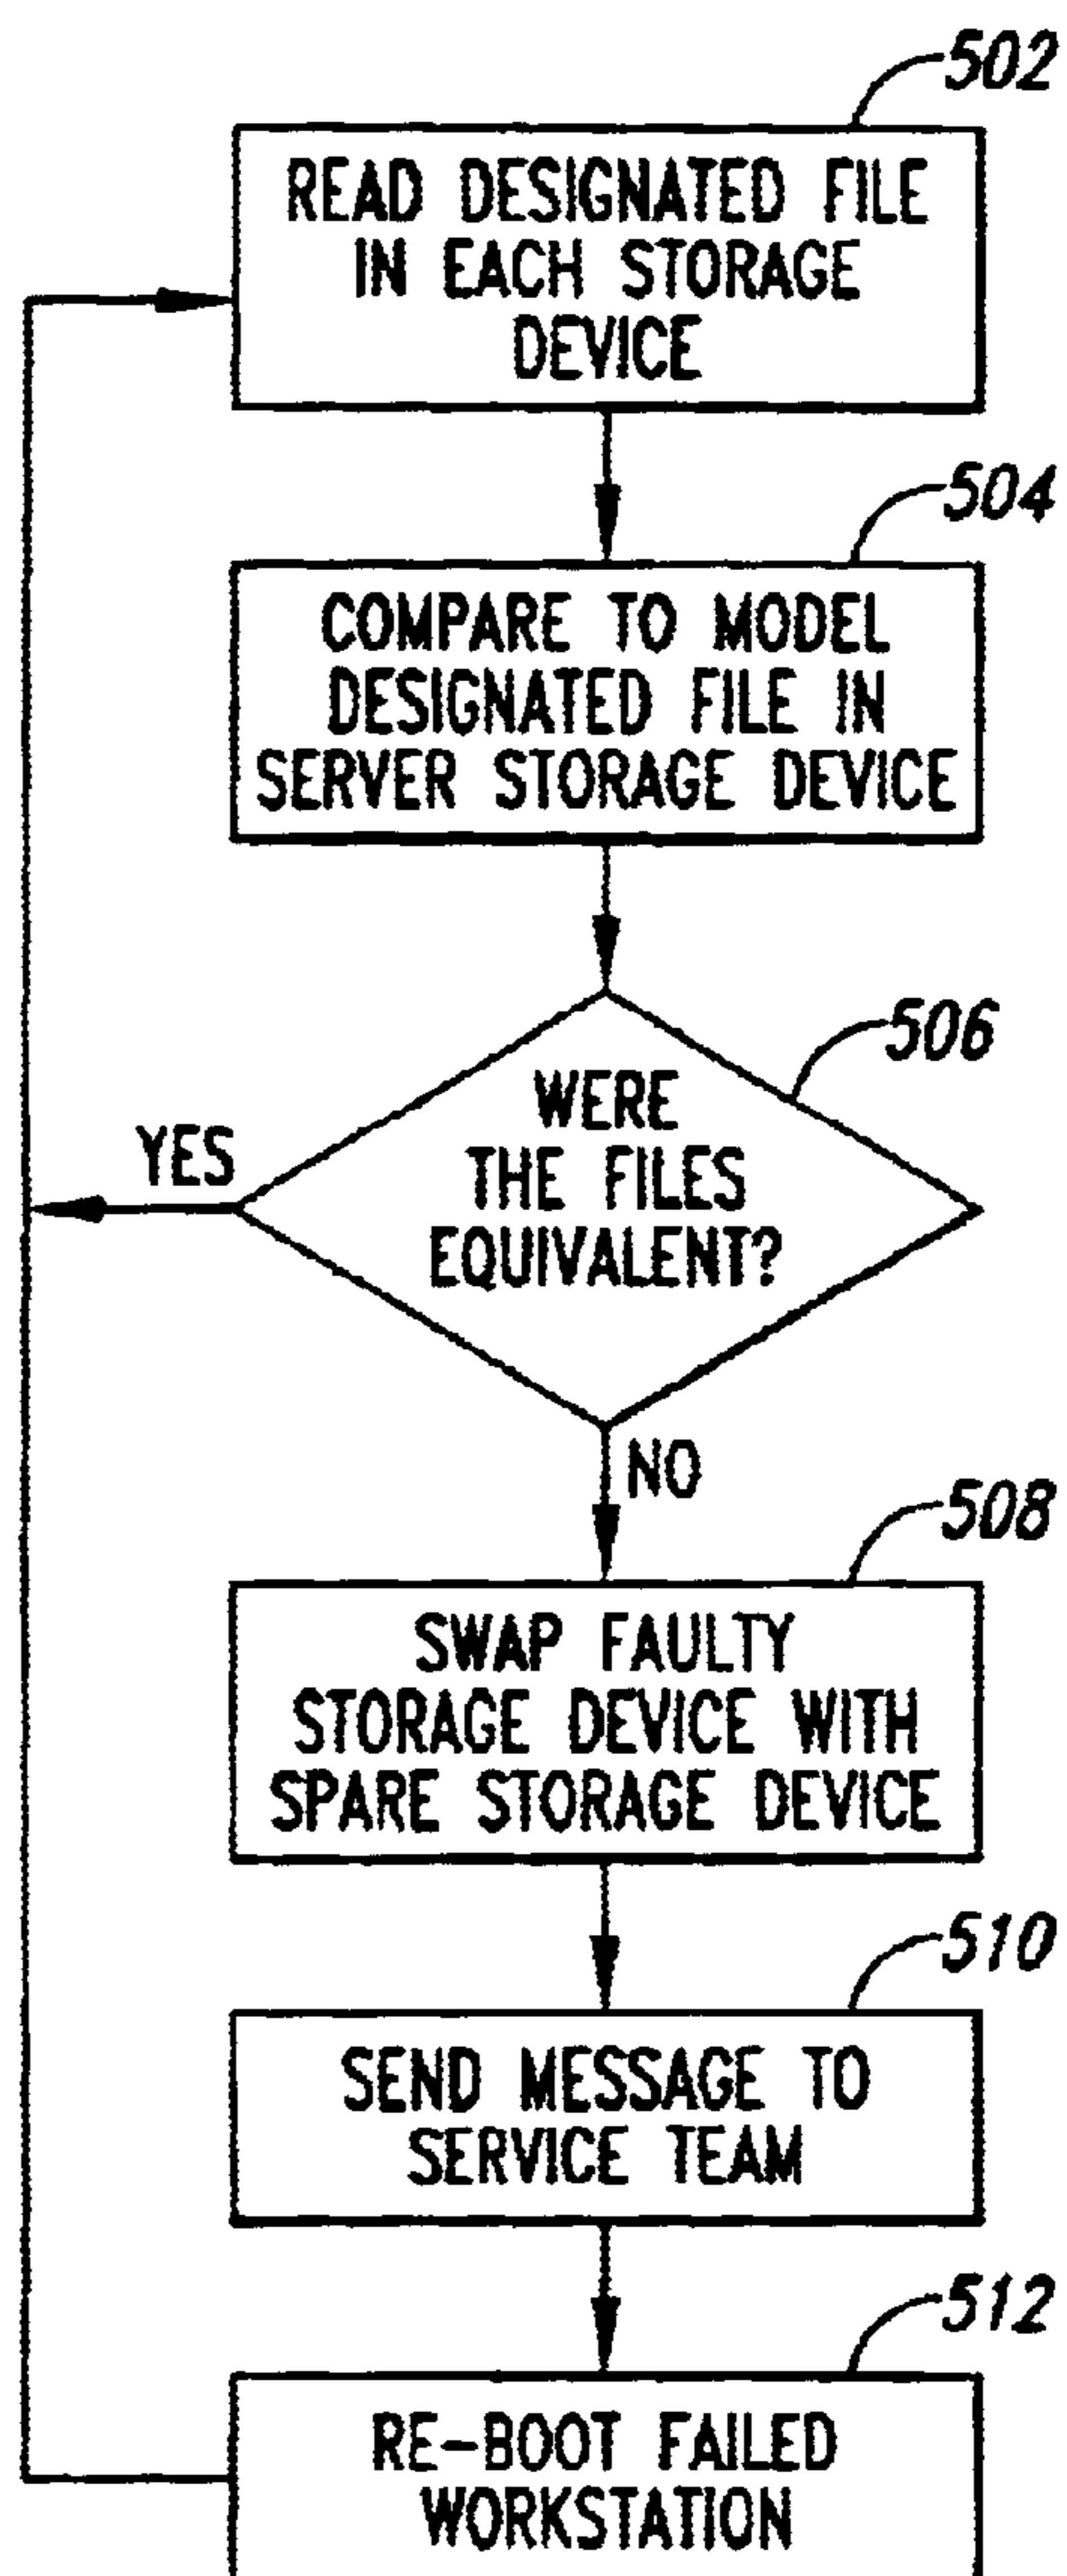 502
READ DESIGNATED FILE
IN EACH STORAGE
DEVICE
504
COMPARE TO MODEL
DESIGNATED FILE IN
SERVER STORAGE DEVICE
506
WERE
THE FILES
EQUIVALENT?
YES
NO
508
SWAP FAULTY
STORAGE DEVICE WITH
SPARE STORAGE DEVICE
510
SEND MESSAGE TO
SERVICE TEAM
512
RE-BOOT FAILED
WORKSTATION